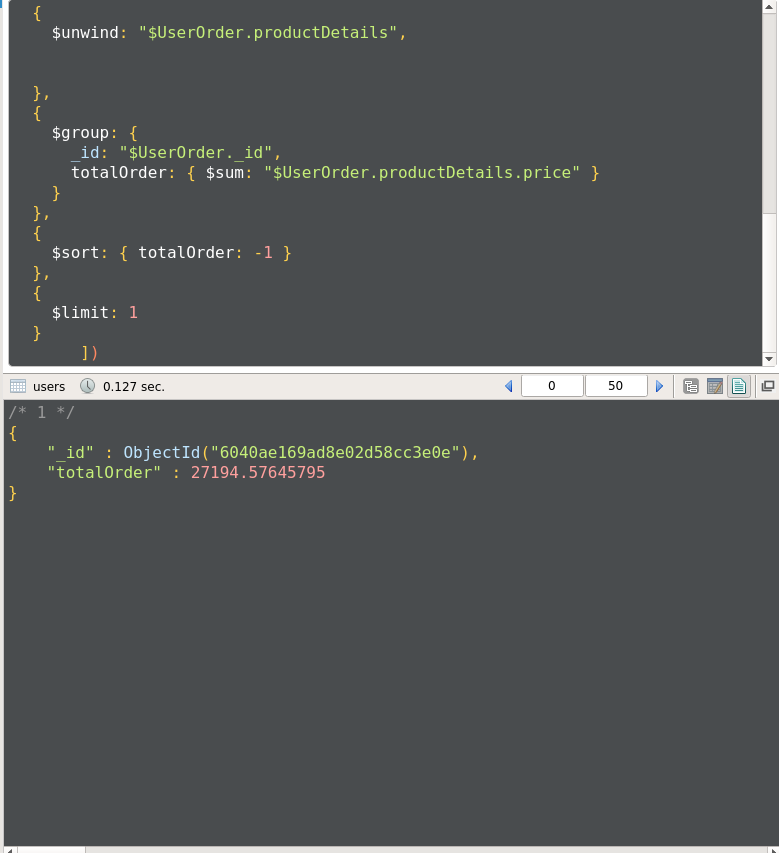 {
$unwind: "$UserOrder.productDetails",
},
{
$group: {
_id: "$UserOrder._id",
totalOrder: { $sum: "$UserOrder.productDetails.price" }
}
},
{
$sort: { totalOrder: -1 }
},
{
$limit: 1
}
])
users 0.127 sec. 0 50
/* 1 */
{
"_id" : ObjectId("6040ae169ad8e02d58cc3e0e"),
"totalOrder" : 27194.57645795
}